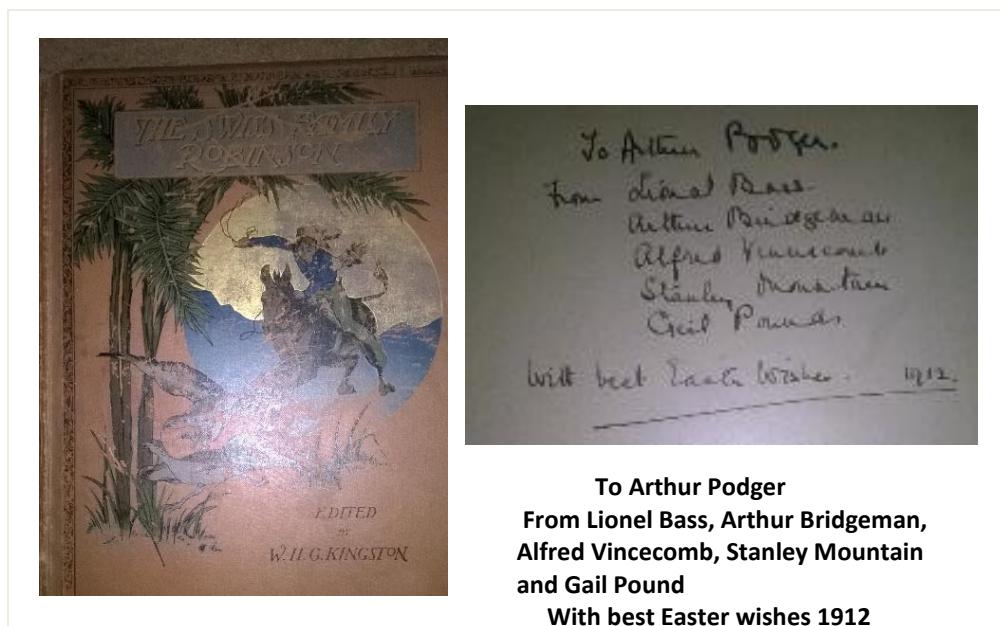 THE SWISS FAMILY
ROBINSON
EDITED
BY
W.H.G. KINGSTON
To Arthur Podger.
From Lionel Bass.
Arthur Bridgeman
Alfred Vinnecomb
Stanley Mountain
Cecil Pounds
With best Easter Wishes. 1912.
To Arthur Podger
From Lionel Bass, Arthur Bridgeman,
Alfred Vincecomb, Stanley Mountain
and Gail Pound
With best Easter wishes 1912